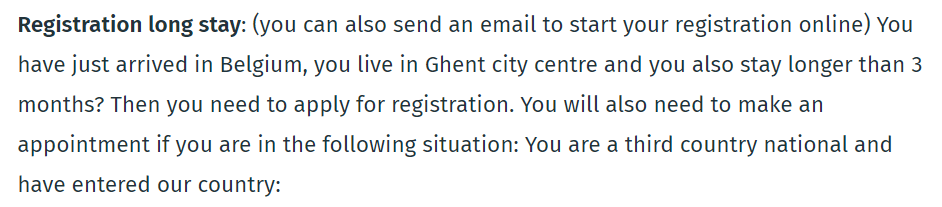 Registration long stay: (you can also send an email to start your registration online) You
have just arrived in Belgium, you live in Ghent city centre and you also stay longer than 3
months? Then you need to apply for registration. You will also need to make an
appointment if you are in the following situation: You are a third country national and
have entered our country: